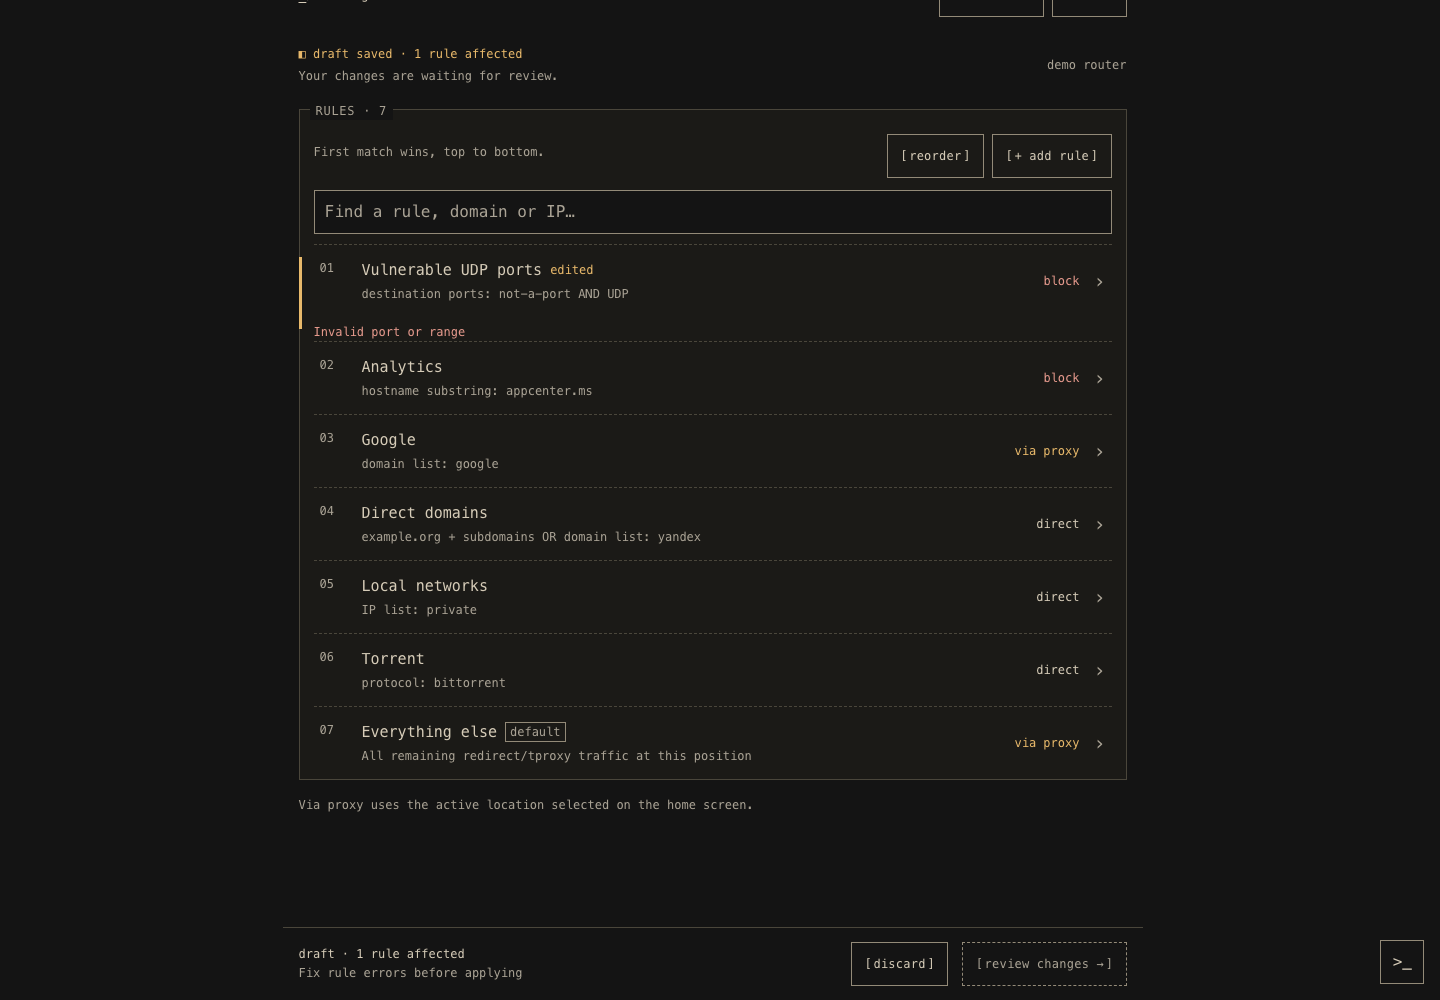 ◧ draft saved · 1 rule affected
Your changes are waiting for review.
demo router
RULES · 7
First match wins, top to bottom.
[reorder]
[+ add rule]
Find a rule, domain or IP…
01
Vulnerable UDP ports edited
destination ports: not-a-port AND UDP
block ›
Invalid port or range
02
Analytics
hostname substring: appcenter.ms
block ›
03
Google
domain list: google
via proxy ›
04
Direct domains
example.org + subdomains OR domain list: yandex
direct ›
05
Local networks
IP list: private
direct ›
06
Torrent
protocol: bittorrent
direct ›
07
Everything else default
All remaining redirect/tproxy traffic at this position
via proxy ›
Via proxy uses the active location selected on the home screen.
draft · 1 rule affected
Fix rule errors before applying
[discard]
[review changes →]
>_